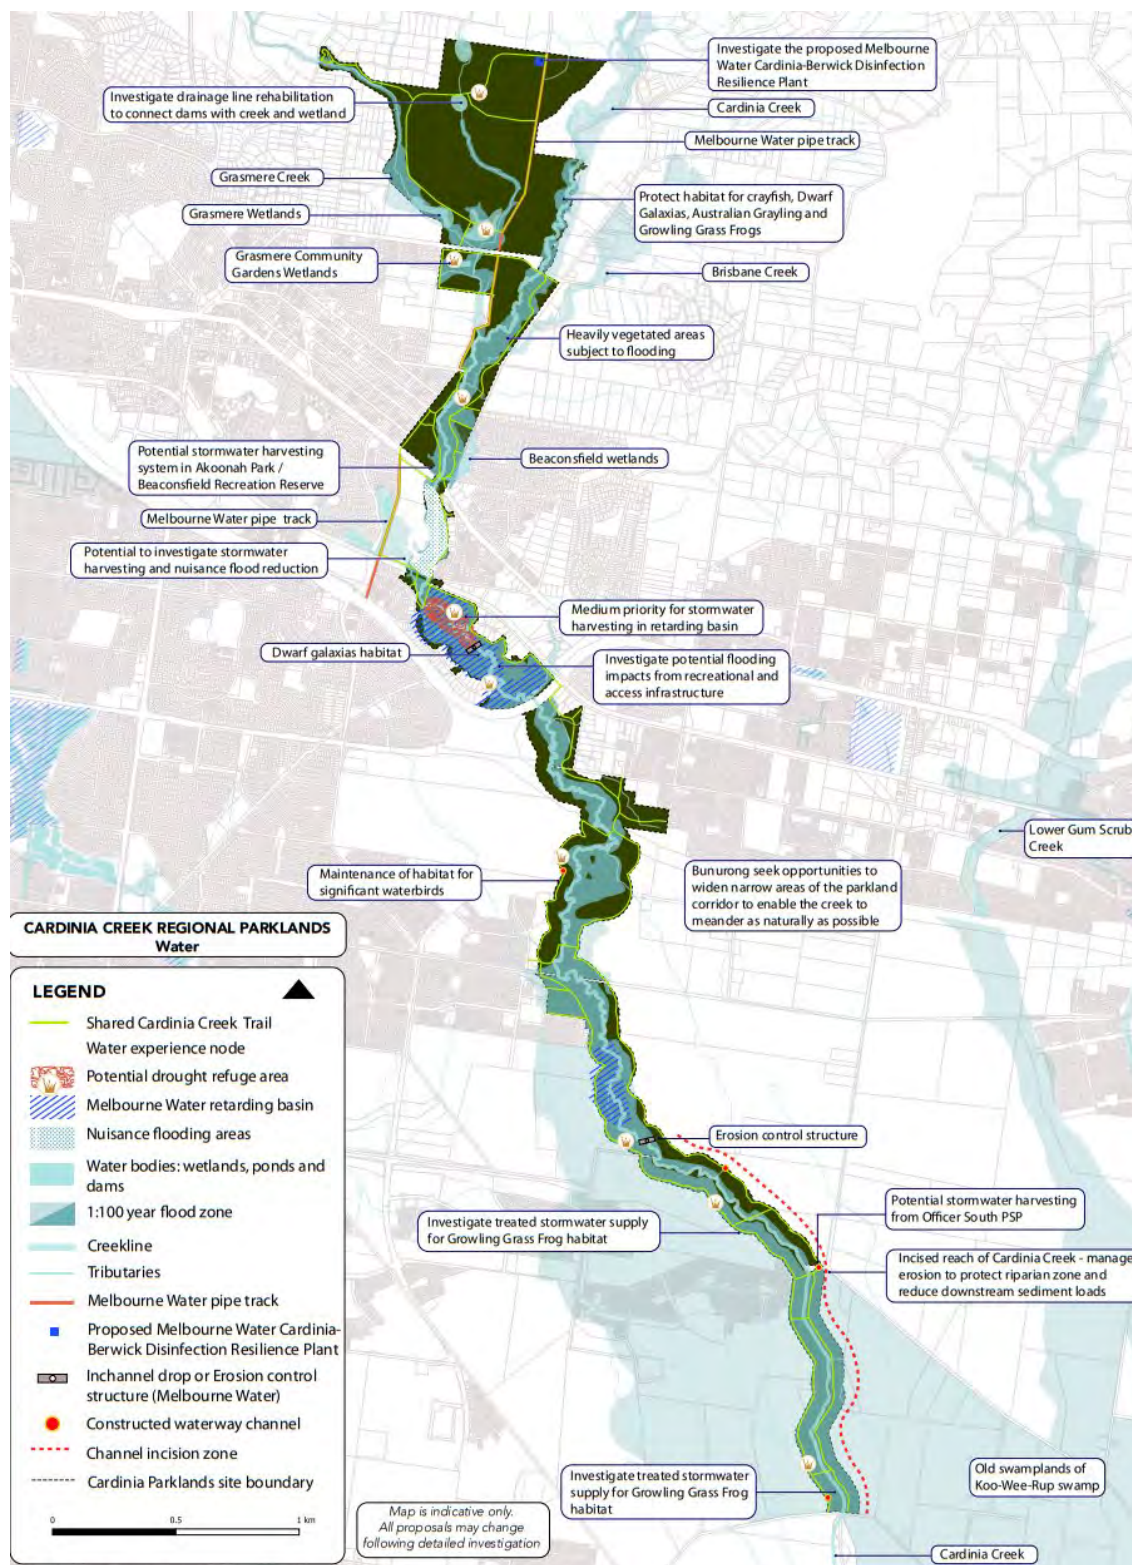 Investigate the proposed Melbourne
Water Cardinia-Berwick Disinfection
Resilience Plant
Investigate drainage line rehabilitation
to connect dams with creek and wetland
Cardinia Creek
Melbourne Water pipe track
Grasmere Creek
Protect habitat for crayfish, Dwarf
Galaxias, Australian Grayling and
Growling Grass Frogs
Grasmere Wetlands
Grasmere Community
Gardens Wetlands
Brisbane Creek
Heavily vegetated areas
subject to flooding
Potential stormwater harvesting
system in Akoonah Park /
Beaconsfield Recreation Reserve
Beaconsfield wetlands
Melbourne Water pipe track
Potential to investigate stormwater
harvesting and nuisance flood reduction
Medium priority for stormwater
harvesting in retarding basin
Dwarf galaxias habitat
Investigate potential flooding
impacts from recreational and
access infrastructure
Lower Gum Scrub
Creek
Maintenance of habitat for
significant waterbirds
Bunurong seek opportunities to
widen narrow areas of the parkland
corridor to enable the creek to
meander as naturally as possible
CARDINIA CREEK REGIONAL PARKLANDS
Water
LEGEND
Shared Cardinia Creek Trail
Water experience node
Potential drought refuge area
Melbourne Water retarding basin
Nuisance flooding areas
Water bodies: wetlands, ponds and
dams
1:100 year flood zone
Creekline
Tributaries
Melbourne Water pipe track
Proposed Melbourne Water Cardinia-
Berwick Disinfection Resilience Plant
Inchannel drop or Erosion control
structure (Melbourne Water)
Constructed waterway channel
Channel incision zone
Cardinia Parklands site boundary
0 0.5 1 km
Erosion control structure
Investigate treated stormwater supply
for Growling Grass Frog habitat
Potential stormwater harvesting
from Officer South PSP
Incised reach of Cardinia Creek - manage
erosion to protect riparian zone and
reduce downstream sediment loads
Investigate treated stormwater
supply for Growling Grass Frog
habitat
Old swamplands of
Koo-Wee-Rup swamp
Map is indicative only.
All proposals may change
following detailed investigation
Cardinia Creek